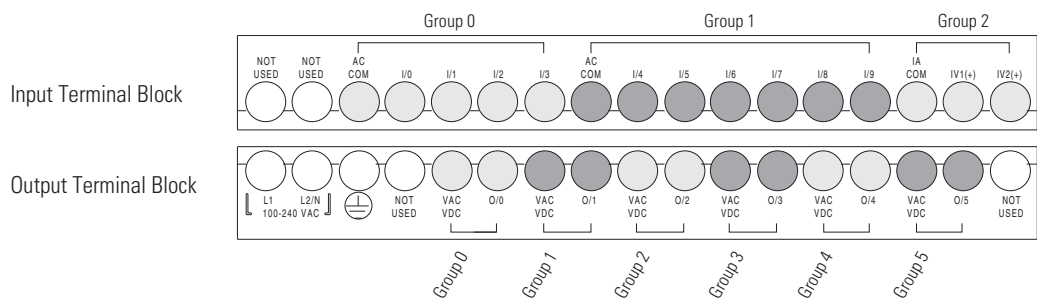 Group 0
Group 1
Group 2
NOT
USED
NOT
USED
AC
COM
I/0
I/1
I/2
I/3
AC
COM
I/4
I/5
I/6
I/7
I/8
I/9
IA
COM
IV1(+)
IV2(+)
Input Terminal Block
Output Terminal Block
L1
L2/N
100-240 VAC
NOT
USED
VAC
VDC
O/0
VAC
VDC
O/1
VAC
VDC
O/2
VAC
VDC
O/3
VAC
VDC
O/4
VAC
VDC
O/5
NOT
USED
Group 0
Group 1
Group 2
Group 3
Group 4
Group 5